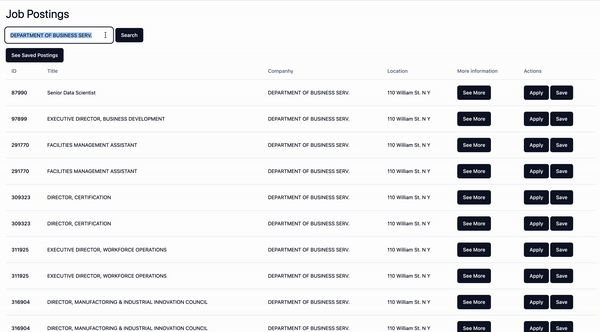 Job Postings
DEPARTMENT OF BUSINESS SERV. Search
See Saved Postings
ID Title Companhy Location More information Actions
87990 Senior Data Scientist DEPARTMENT OF BUSINESS SERV. 110 William St. N Y See More Apply Save
97899 EXECUTIVE DIRECTOR, BUSINESS DEVELOPMENT DEPARTMENT OF BUSINESS SERV. 110 William St. N Y See More Apply Save
291770 FACILITIES MANAGEMENT ASSISTANT DEPARTMENT OF BUSINESS SERV. 110 William St. N Y See More Apply Save
291770 FACILITIES MANAGEMENT ASSISTANT DEPARTMENT OF BUSINESS SERV. 110 William St. N Y See More Apply Save
309323 DIRECTOR, CERTIFICATION DEPARTMENT OF BUSINESS SERV. 110 William St. N Y See More Apply Save
309323 DIRECTOR, CERTIFICATION DEPARTMENT OF BUSINESS SERV. 110 William St. N Y See More Apply Save
311925 EXECUTIVE DIRECTOR, WORKFORCE OPERATIONS DEPARTMENT OF BUSINESS SERV. 110 William St. N Y See More Apply Save
311925 EXECUTIVE DIRECTOR, WORKFORCE OPERATIONS DEPARTMENT OF BUSINESS SERV. 110 William St. N Y See More Apply Save
316904 DIRECTOR, MANUFACTORING & INDUSTRIAL INNOVATION COUNCIL DEPARTMENT OF BUSINESS SERV. 110 William St. N Y See More Apply Save
316904 DIRECTOR, MANUFACTORING & INDUSTRIAL INNOVATION COUNCIL DEPARTMENT OF BUSINESS SERV. 110 William St. N Y See More Apply Save